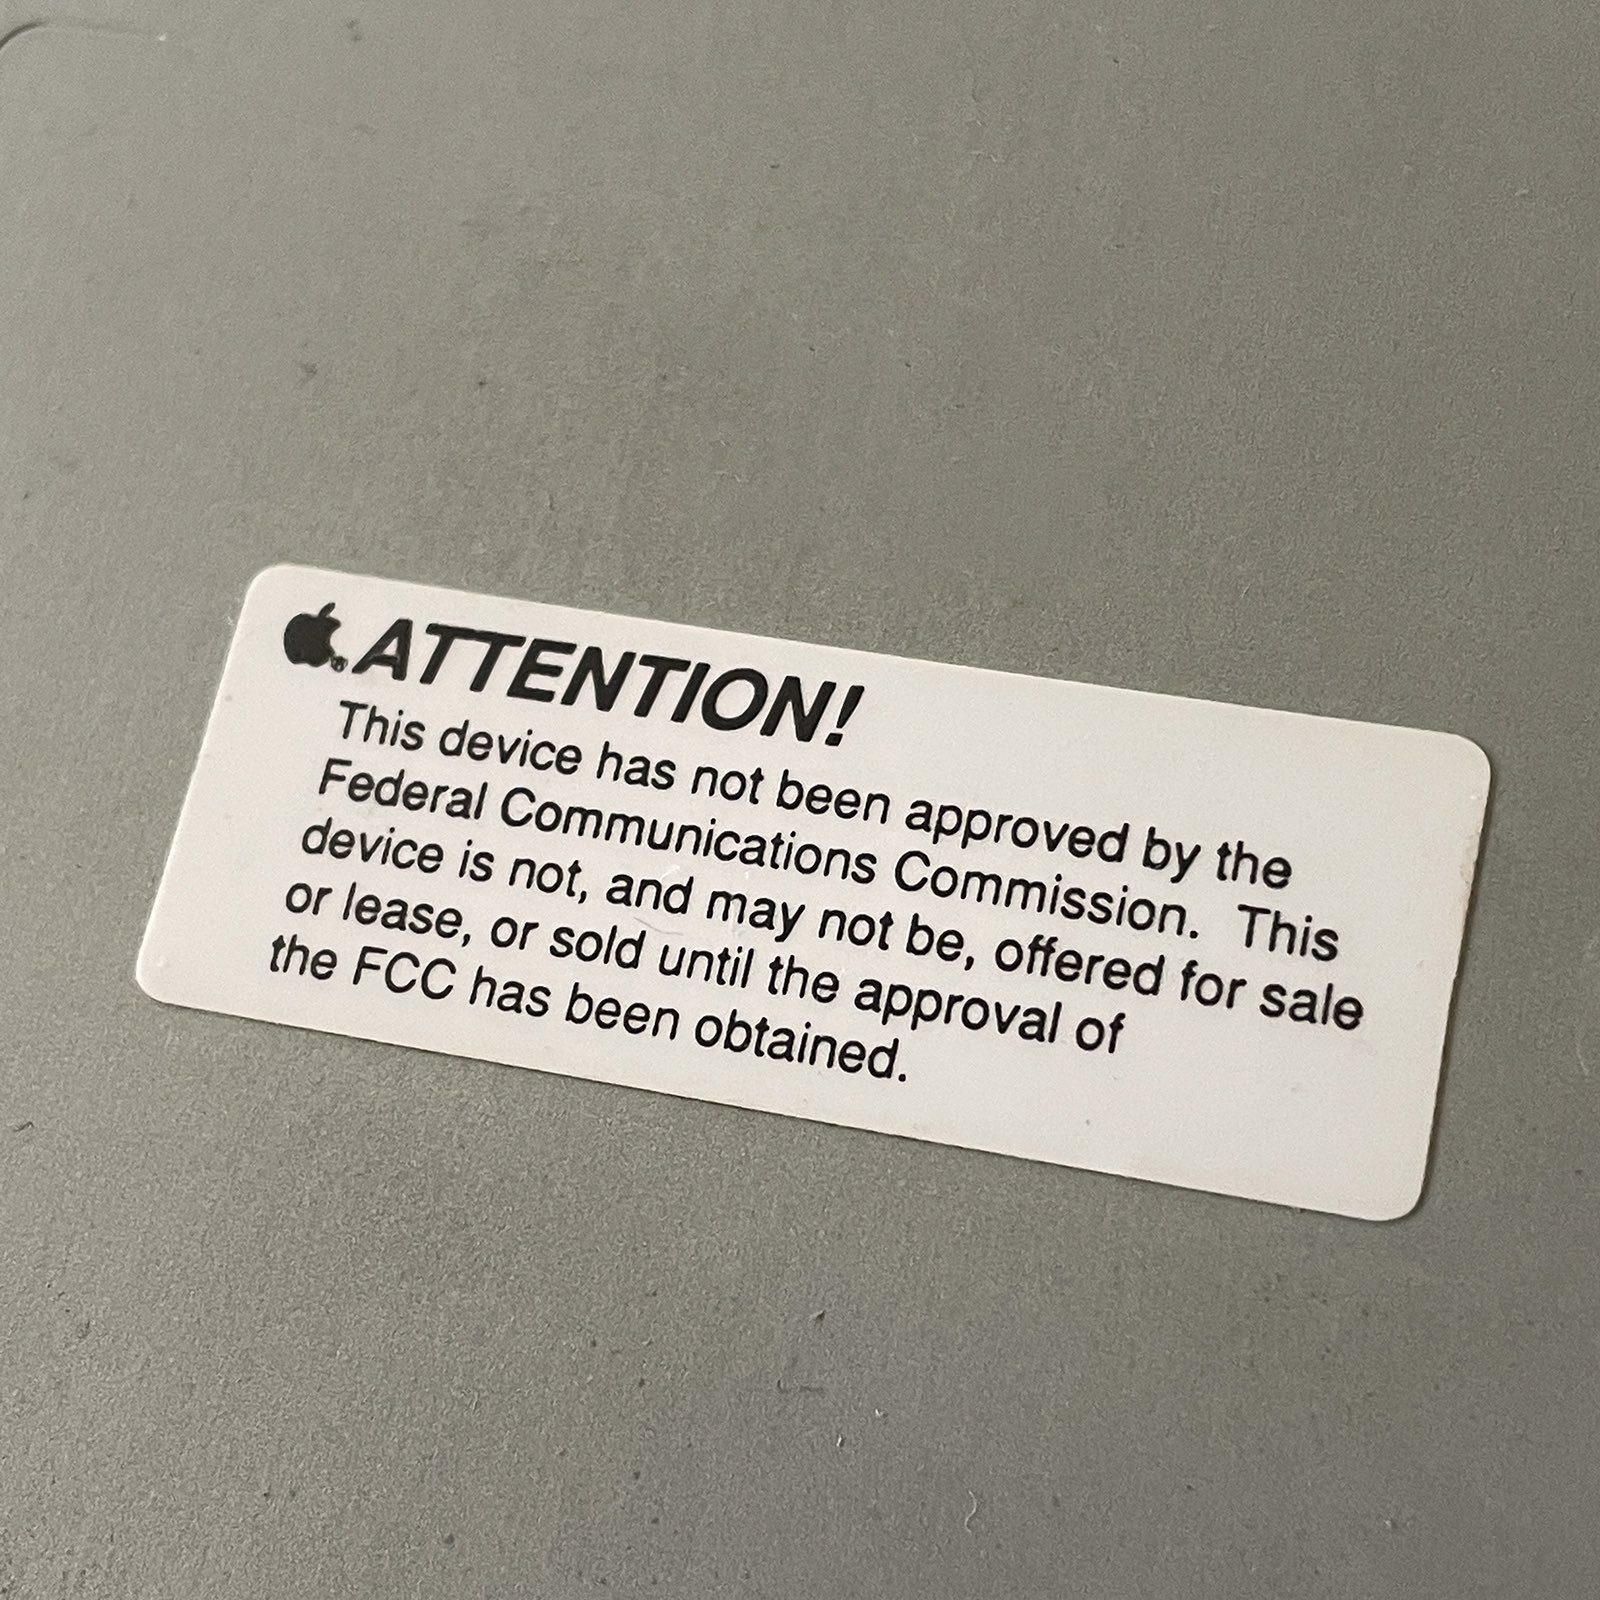 ATTENTION!
This device has not been approved by the
Federal Communications Commission.  This
device is not, and may not be, offered for sale
or lease, or sold until the approval of
the FCC has been obtained.